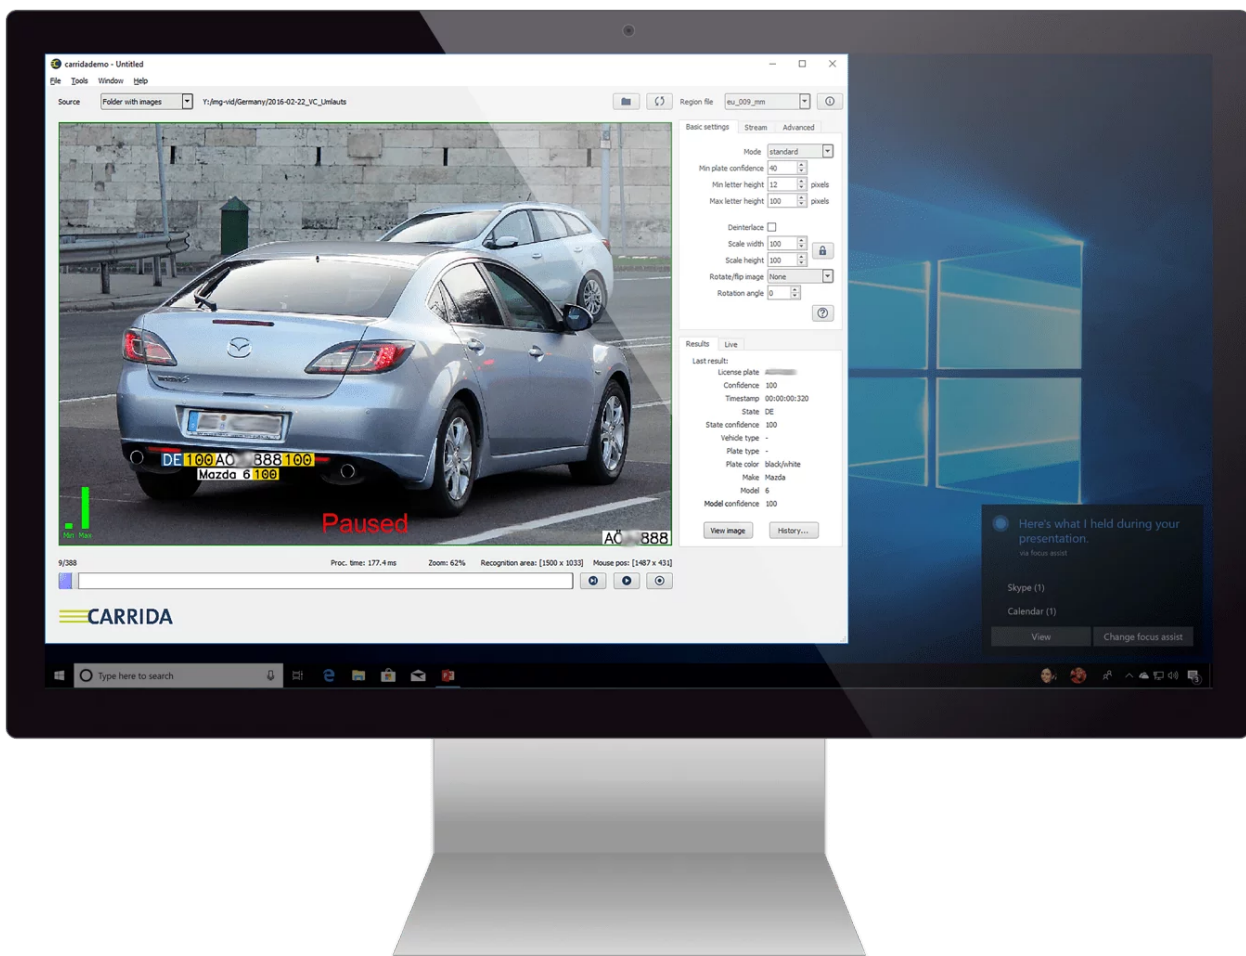 carridademo - Untitled
File Tools Window Help
Source Folder with images Y:/mg-vid/Germany/2016-02-22_VC_Umlauts
Region file eu_009_mm
Basic settings Stream Advanced
Mode standard
Min plate confidence 40
Min letter height 12 pixels
Max letter height 100 pixels
Deinterlace
Scale width 100
Scale height 100
Rotate/flip image None
Rotation angle 0
Results Live
Last result:
License plate
Confidence 100
Timestamp 00:00:00:320
State DE
State confidence 100
Vehicle type -
Plate type -
Plate color black/white
Make Mazda
Model 6
Model confidence 100
View image History...
DE 100 AÖ 888 100
Mazda 6 100
Min Max
Paused
AÖ 888
9/388 Proc. time: 177.4 ms Zoom: 62% Recognition area: [1500 x 1033] Mouse pos: [1487 x 431]
CARRIDA
Here's what I held during your
presentation.
via focus assist
Skype (1)
Calendar (1)
View Change focus assist
Type here to search